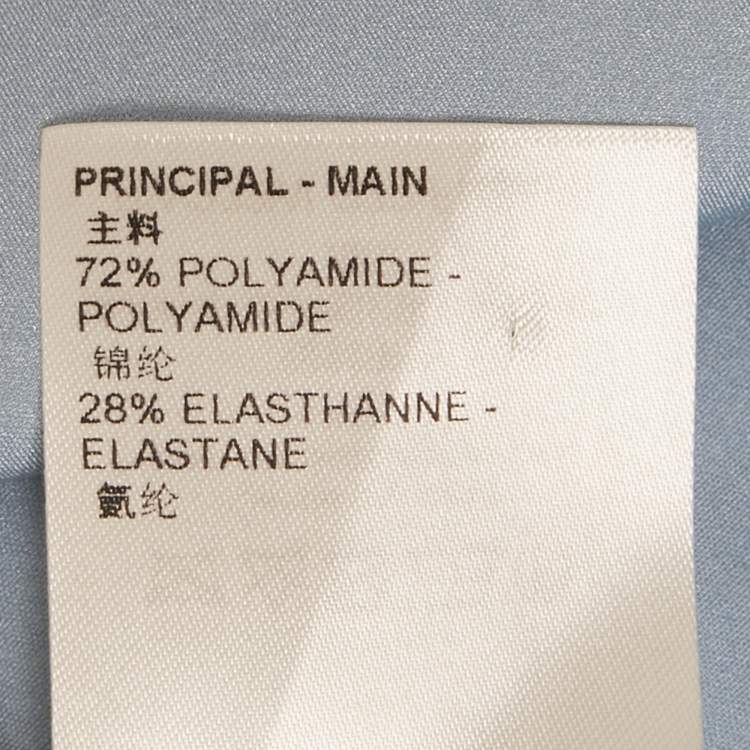 PRINCIPAL - MAIN
主料
72% POLYAMIDE -
POLYAMIDE
锦纶
28% ELASTHANNE -
ELASTANE
氨纶